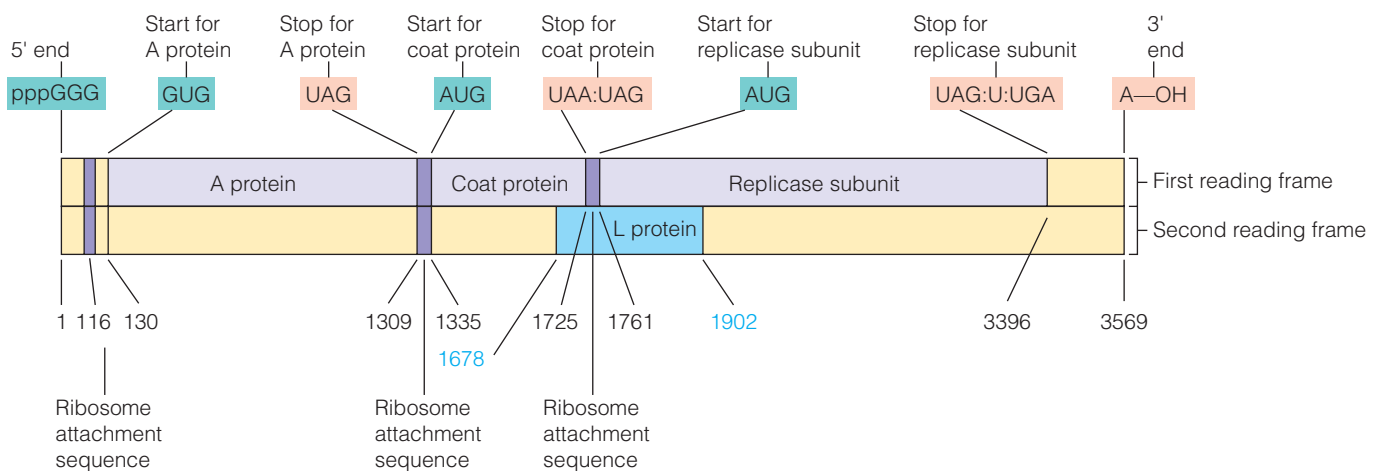 5' end
Start for
A protein
Stop for
A protein
Start for
coat protein
Stop for
coat protein
Start for
replicase subunit
Stop for
replicase subunit
3'
end
pppGGG
GUG
UAG
AUG
UAA:UAG
AUG
UAG:U:UGA
A—OH
A protein
Coat protein
Replicase subunit
First reading frame
L protein
Second reading frame
1
116
130
1309
1335
1725
1761
1902
3396
3569
1678
Ribosome
attachment
sequence
Ribosome
attachment
sequence
Ribosome
attachment
sequence